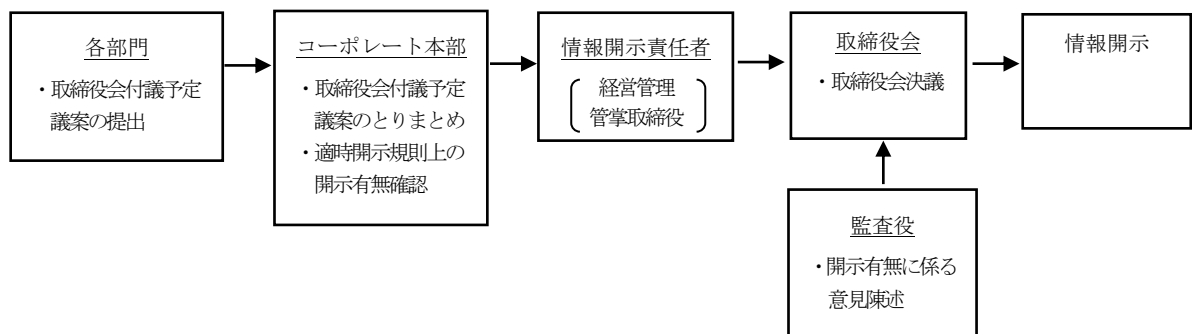 各部門
・取締役会付議予定
議案の提出
コーポレート本部
・取締役会付議予定
議案のとりまとめ
・適時開示規則上の
開示有無確認
情報開示責任者
経営管理
管掌取締役
取締役会
・取締役会決議
情報開示
監査役
・開示有無に係る
意見陳述